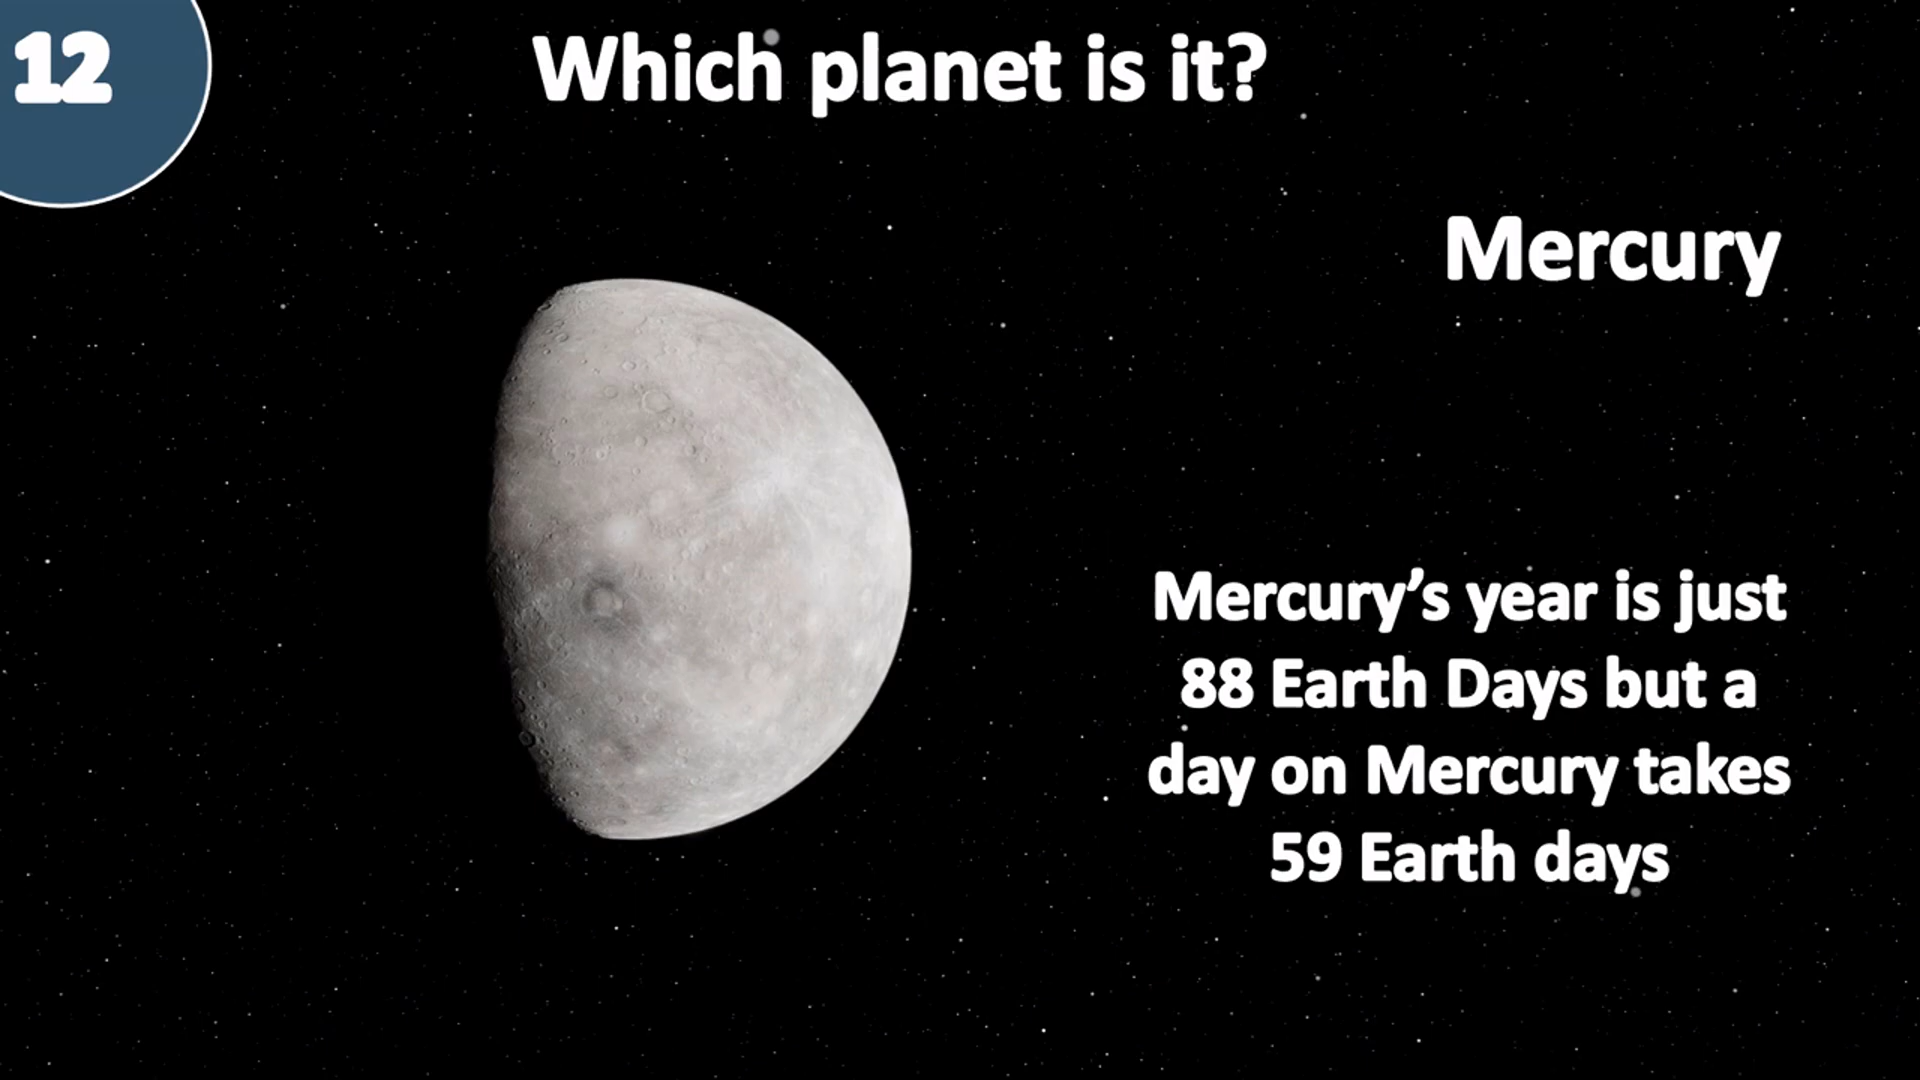 12
Which planet is it?
Mercury
Mercury’s year is just
88 Earth Days but a
day on Mercury takes
59 Earth days